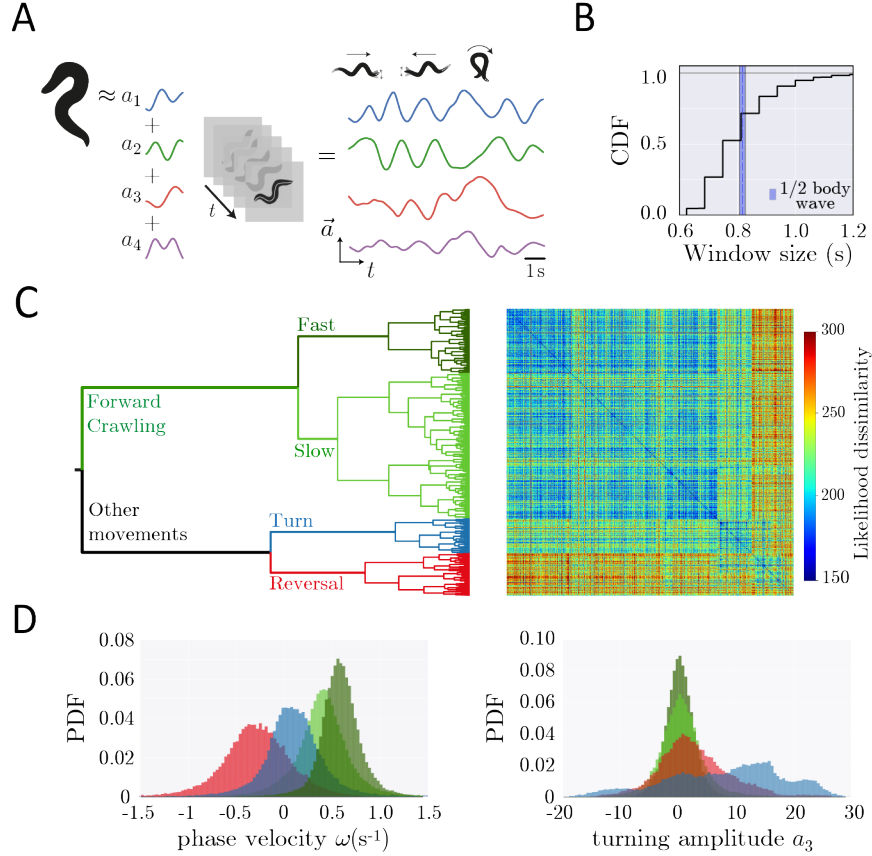 A
≈ a1
+
a2
+
a3
+
a4
t
=
a⃗
t
1s
B
CDF
1.0
0.5
0.0
0.6 0.8 1.0 1.2
Window size (s)
1/2 body
wave
C
Fast
Forward
Crawling
Slow
Other
movements
Turn
Reversal
300
250
200
150
Likelihood dissimilarity
D
PDF
0.08
0.06
0.04
0.02
0
-1.5 -1 -0.5 0 0.5 1 1.5
phase velocity ω(s-1)
PDF
0.10
0.08
0.06
0.04
0.02
0
-20 -10 0 10 20 30
turning amplitude a3